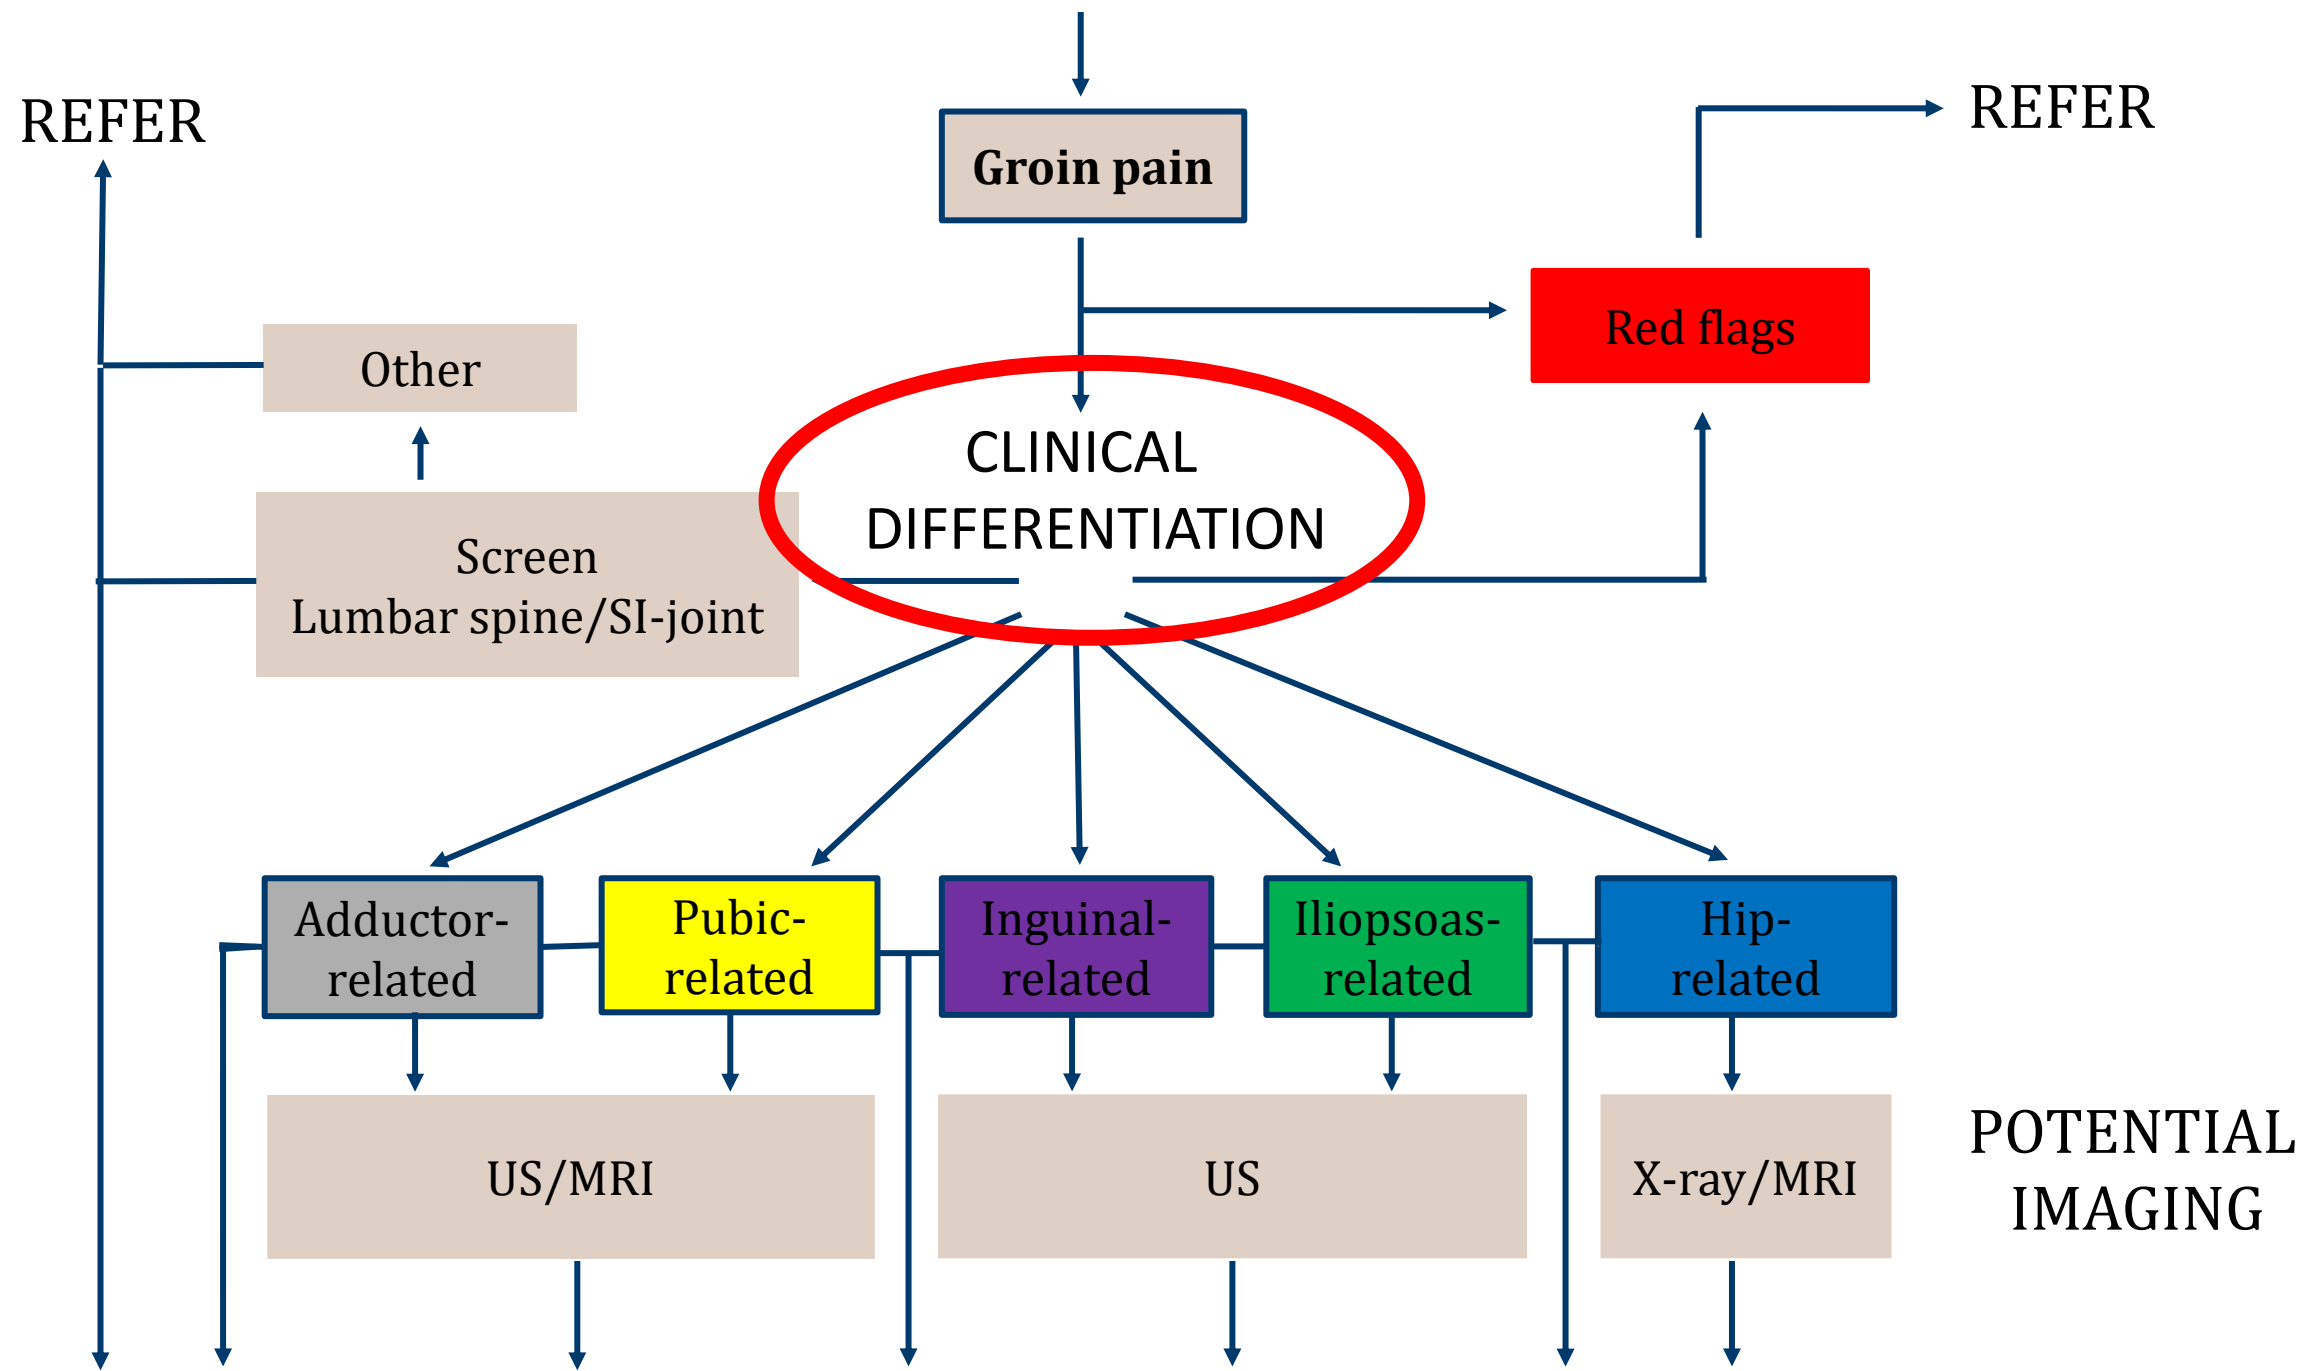 REFER
REFER
Groin pain
Red flags
Other
CLINICAL
DIFFERENTIATION
Screen
Lumbar spine/SI-joint
Adductor-
related
Pubic-
related
Inguinal-
related
Iliopsoas-
related
Hip-
related
US/MRI
US
X-ray/MRI
POTENTIAL
IMAGING